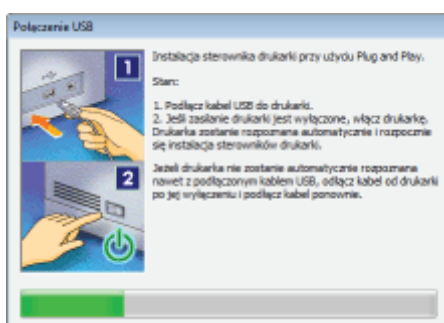 Połączenie USB
1
Instalacja sterownika drukarki przy użyciu Plug and Play.
Stan:
1. Podłącz kabel USB do drukarki.
2. Jeśli zasilanie drukarki jest wyłączone, włącz drukarkę.
Drukarka zostanie rozpoznana automatycznie i rozpocznie
się instalacja sterowników drukarki.
2
Jeżeli drukarka nie zostanie automatycznie rozpoznana
nawet z podłączonym kablem USB, odłącz kabel od drukarki
po jej wyłączeniu i podłącz kabel ponownie.